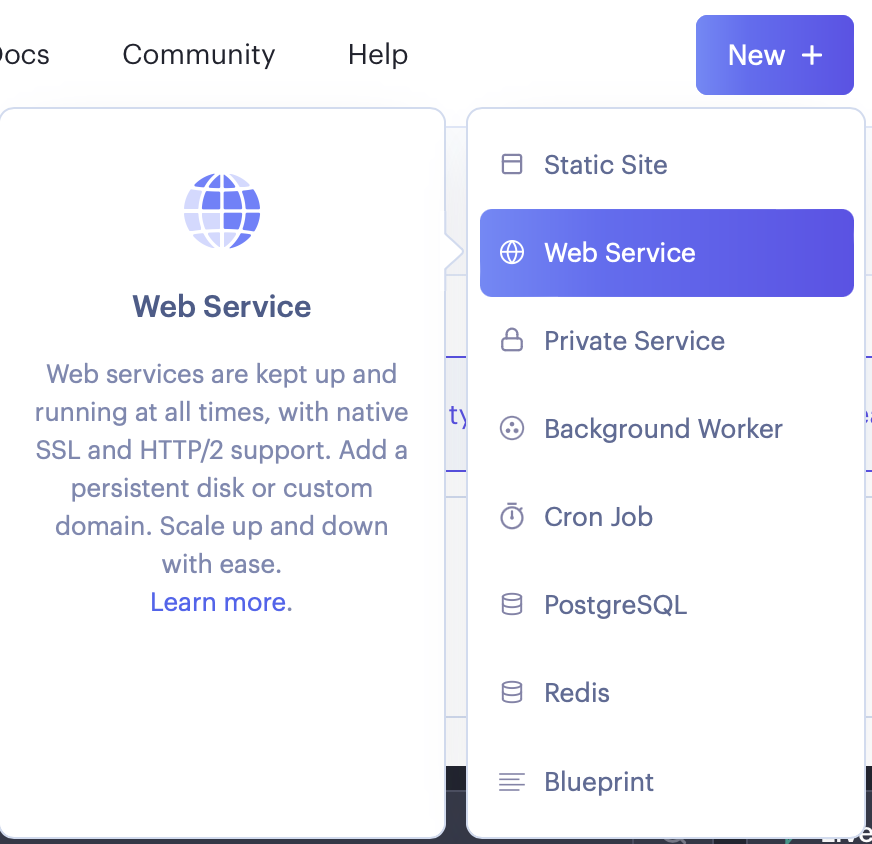 Docs Community Help New +
Web Service
Web services are kept up and
running at all times, with native
SSL and HTTP/2 support. Add a
persistent disk or custom
domain. Scale up and down
with ease.
Learn more.
Static Site
Web Service
Private Service
Background Worker
Cron Job
PostgreSQL
Redis
Blueprint